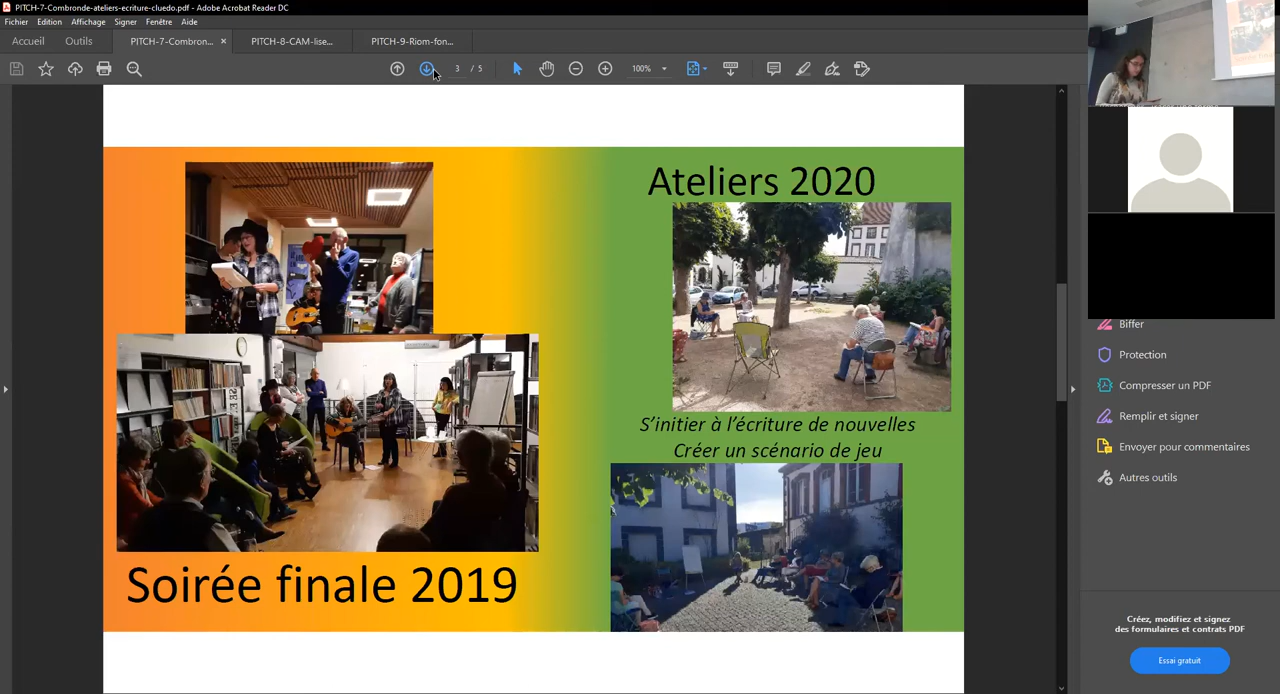 PITCH-7-Combronde-ateliers-ecriture-cluedo.pdf - Adobe Acrobat Reader DC
Fichier Edition Affichage Signer Fenêtre Aide
Accueil Outils PITCH-7-Combron... × PITCH-8-CAM-lise... PITCH-9-Riom-fon...
3 / 5 100%
Ateliers 2020
S'initier à l'écriture de nouvelles
Créer un scénario de jeu
Soirée finale 2019
Biffer
Protection
Compresser un PDF
Remplir et signer
Envoyer pour commentaires
Autres outils
Créez, modifiez et signez
des formulaires et contrats PDF
Essai gratuit